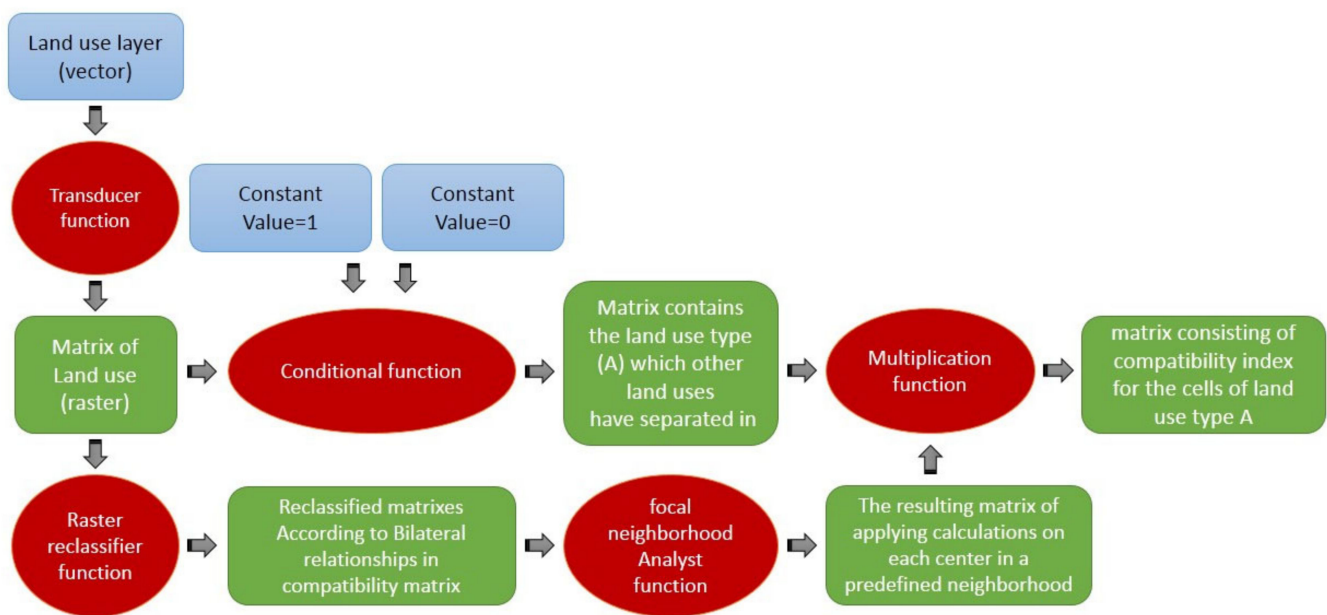 Land use layer
(vector)
Transducer
function
Constant
Value=1
Constant
Value=0
Matrix of
Land use
(raster)
Conditional function
Matrix contains
the land use type
(A) which other
land uses
have separated in
Multiplication
function
matrix consisting of
compatibility index
for the cells of land
use type A
Raster
reclassifier
function
Reclassified matrixes
According to Bilateral
relationships in
compatibility matrix
focal
neighborhood
Analyst
function
The resulting matrix of
applying calculations on
each center in a
predefined neighborhood